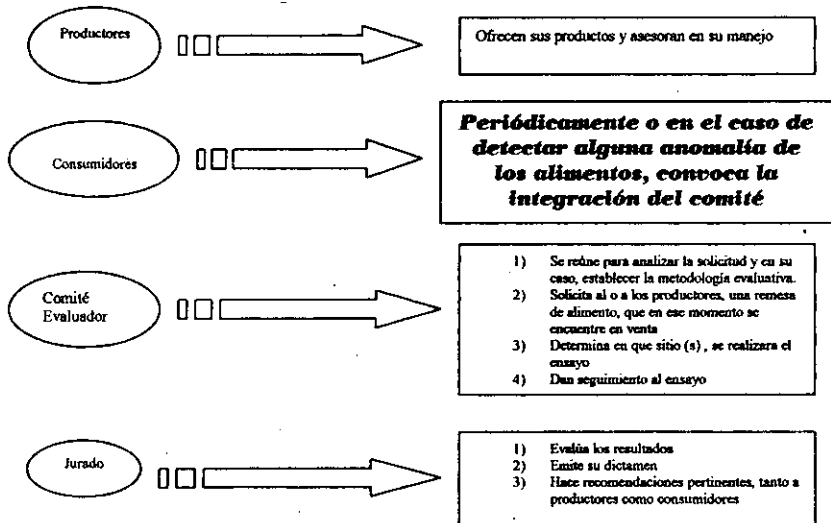 Productores
Ofrecen sus productos y asesoran en su manejo
Consumidores
Periódicamente o en el caso de
detectar alguna anomalía de
los alimentos, convoca la
integración del comité
Comité
Evaluador
1) Se reúne para analizar la solicitud y en su
caso, establecer la metodología evaluativa.
2) Solicita al o a los productores, una remesa
de alimento, que en ese momento se
encuentre en venta
3) Determina en que sitio (s) , se realizara el
ensayo
4) Dan seguimiento al ensayo
Jurado
1) Evalúa los resultados
2) Emite su dictamen
3) Hace recomendaciones pertinentes, tanto a
productores como consumidores